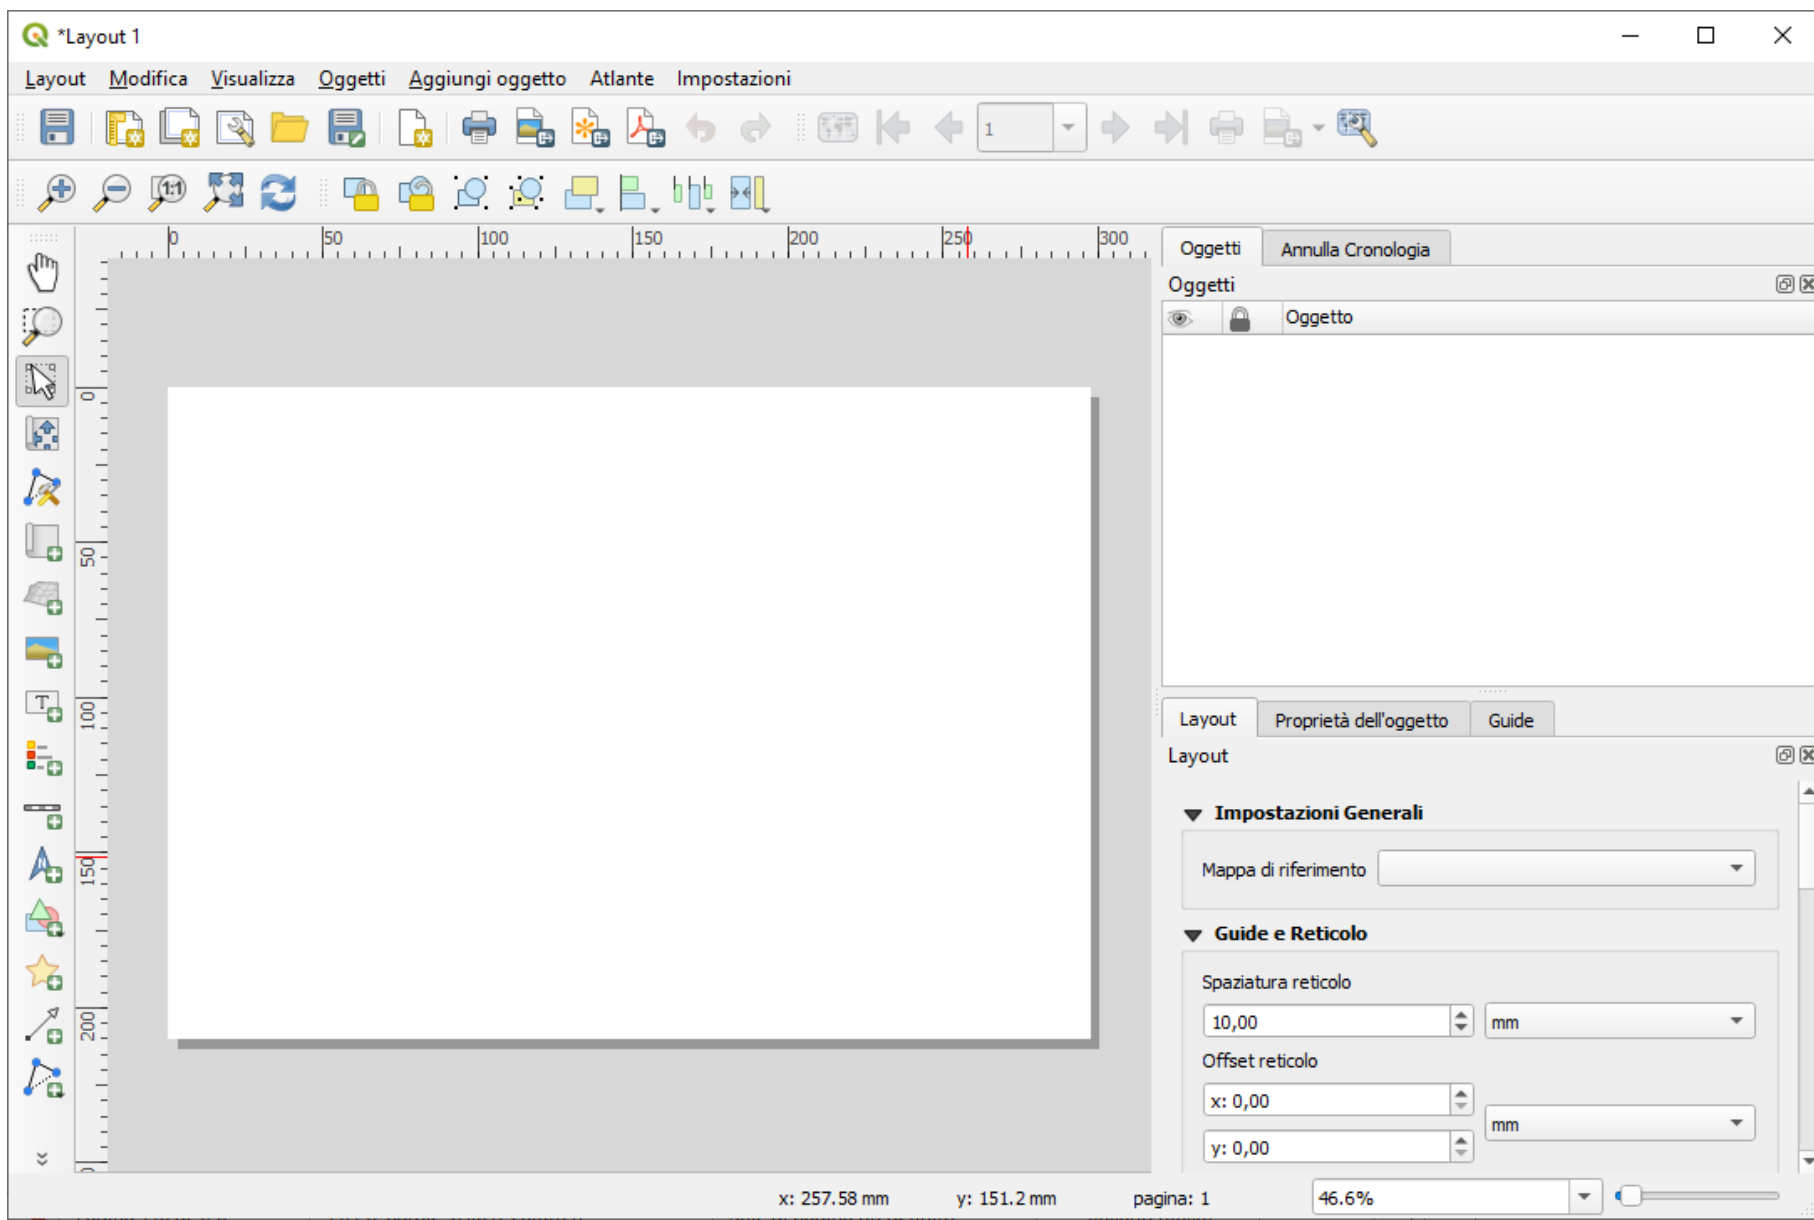 *Layout 1
Layout Modifica Visualizza Oggetti Aggiungi oggetto Atlante Impostazioni
1
1:1
0 50 100 150 200 250 300
Oggetti Annulla Cronologia
Oggetti
Oggetto
0
50
100
150
200
T
N
Layout Proprietà dell'oggetto Guide
Layout
Impostazioni Generali
Mappa di riferimento
Guide e Reticolo
Spaziatura reticolo
10,00 mm
Offset reticolo
x: 0,00
mm
y: 0,00
x: 257.58 mm y: 151.2 mm pagina: 1 46.6%